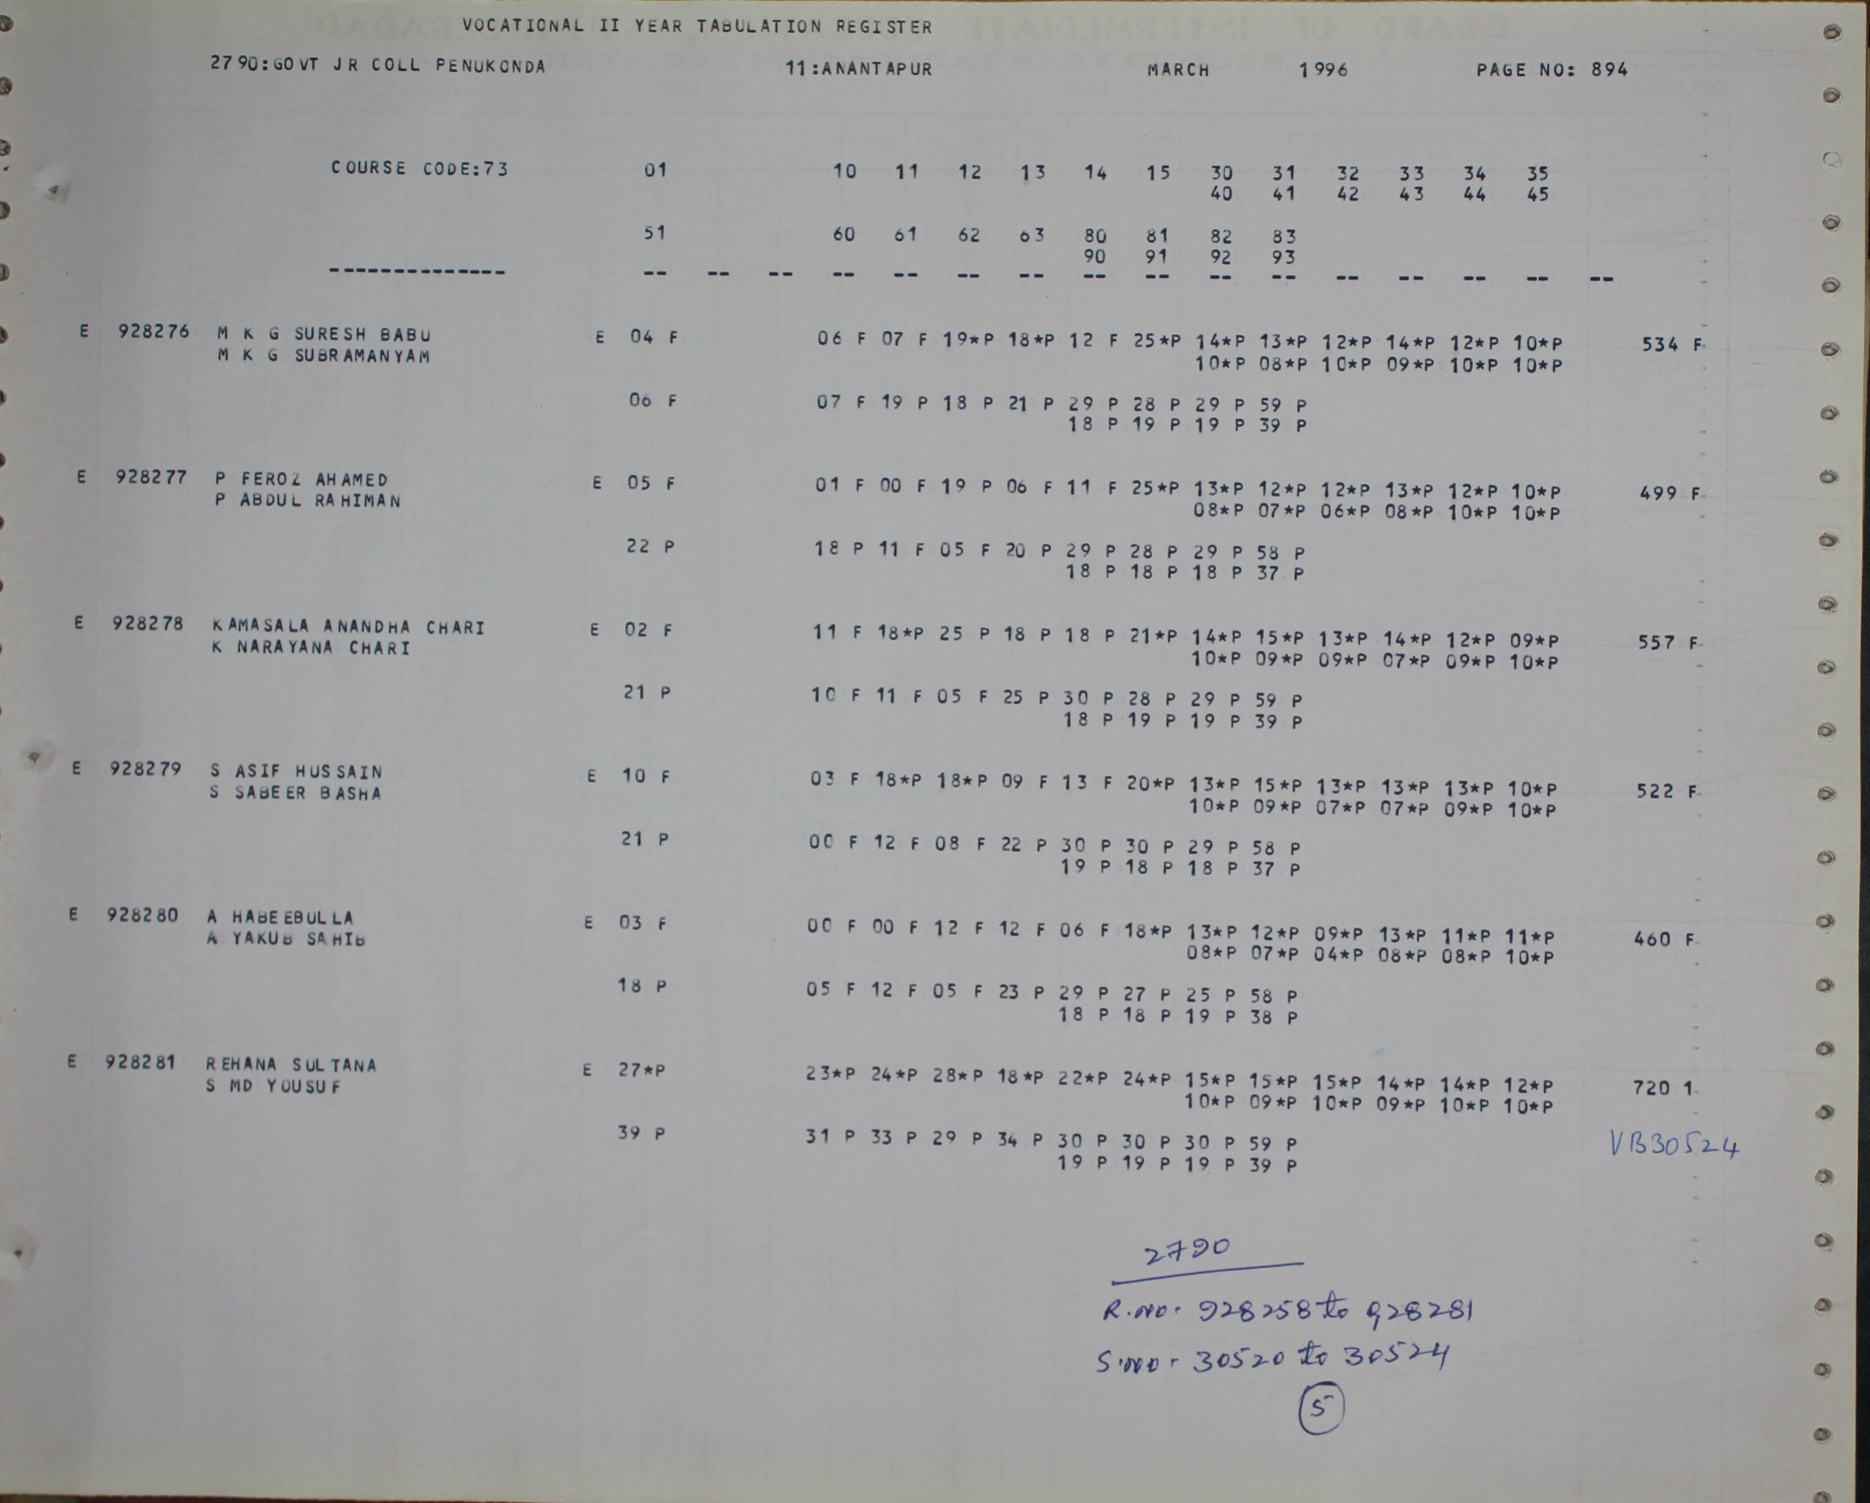 VOCATIONAL II YEAR TABULATION REGISTER
2790:GOVT JR COLL PENUKONDA 11:ANANTAPUR MARCH 1996 PAGE NO: 894
COURSE CODE:73 01 10 11 12 13 14 15 30 31 32 33 34 35
40 41 42 43 44 45
51 60 61 62 63 80 81 82 83
90 91 92 93
-------------- -- -- -- -- -- -- -- -- -- -- -- -- -- -- -- --
E 928276 M K G SURESH BABU E 04 F 06 F 07 F 19*P 18*P 12 F 25*P 14*P 13*P 12*P 14*P 12*P 10*P 534 F
M K G SUBRAMANYAM 10*P 08*P 10*P 09*P 10*P 10*P
06 F 07 F 19 P 18 P 21 P 29 P 28 P 29 P 59 P
18 P 19 P 19 P 39 P
E 928277 P FEROZ AHAMED E 05 F 01 F 00 F 19 P 06 F 11 F 25*P 13*P 12*P 12*P 13*P 12*P 10*P 499 F
P ABDUL RAHIMAN 08*P 07*P 06*P 08*P 10*P 10*P
22 P 18 P 11 F 05 F 20 P 29 P 28 P 29 P 58 P
18 P 18 P 18 P 37 P
E 928278 KAMASALA ANANDHA CHARI E 02 F 11 F 18*P 25 P 18 P 18 P 21*P 14*P 15*P 13*P 14*P 12*P 09*P 557 F
K NARAYANA CHARI 10*P 09*P 09*P 07*P 09*P 10*P
21 P 10 F 11 F 05 F 25 P 30 P 28 P 29 P 59 P
18 P 19 P 19 P 39 P
E 928279 S ASIF HUSSAIN E 10 F 03 F 18*P 18*P 09 F 13 F 20*P 13*P 15*P 13*P 13*P 13*P 10*P 522 F
S SABEER BASHA 10*P 09*P 07*P 07*P 09*P 10*P
21 P 00 F 12 F 08 F 22 P 30 P 30 P 29 P 58 P
19 P 18 P 18 P 37 P
E 928280 A HABEEBULLA E 03 F 00 F 00 F 12 F 12 F 06 F 18*P 13*P 12*P 09*P 13*P 11*P 11*P 460 F
A YAKUB SAHIB 08*P 07*P 04*P 08*P 08*P 10*P
18 P 05 F 12 F 05 F 23 P 29 P 27 P 25 P 58 P
18 P 18 P 19 P 38 P
E 928281 REHANA SULTANA E 27*P 23*P 24*P 28*P 18*P 22*P 24*P 15*P 15*P 15*P 14*P 14*P 12*P 720 1
S MD YOUSUF 10*P 09*P 10*P 09*P 10*P 10*P
39 P 31 P 33 P 29 P 34 P 30 P 30 P 30 P 59 P VB30524
19 P 19 P 19 P 39 P
2790
R.NO. 928258 to 928281
S.NO. 30520 to 30524
5